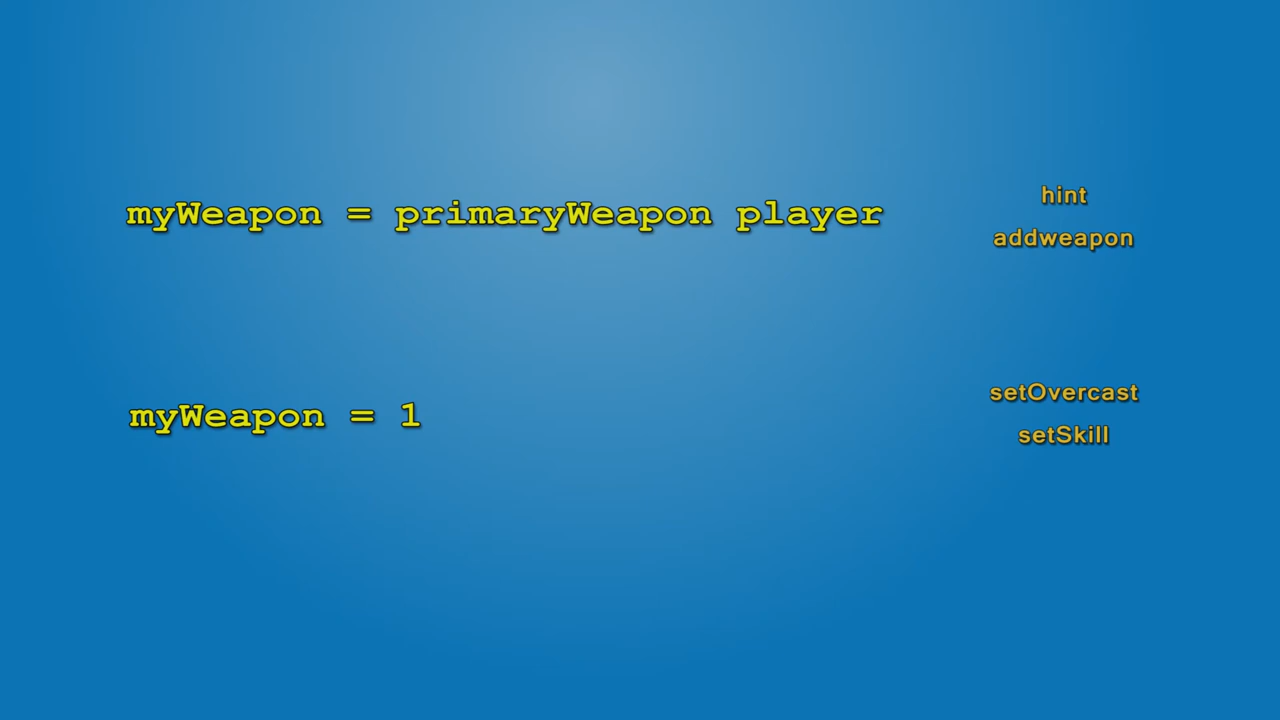 myWeapon = primaryWeapon player
hint
addweapon
myWeapon = 1
setOvercast
setSkill